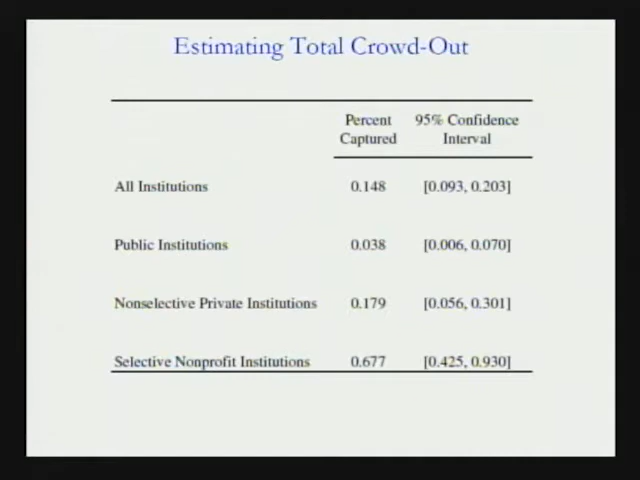 Estimating Total Crowd-Out
Percent Captured 95% Confidence Interval
All Institutions 0.148 [0.093, 0.203]
Public Institutions 0.038 [0.006, 0.070]
Nonselective Private Institutions 0.179 [0.056, 0.301]
Selective Nonprofit Institutions 0.677 [0.425, 0.930]